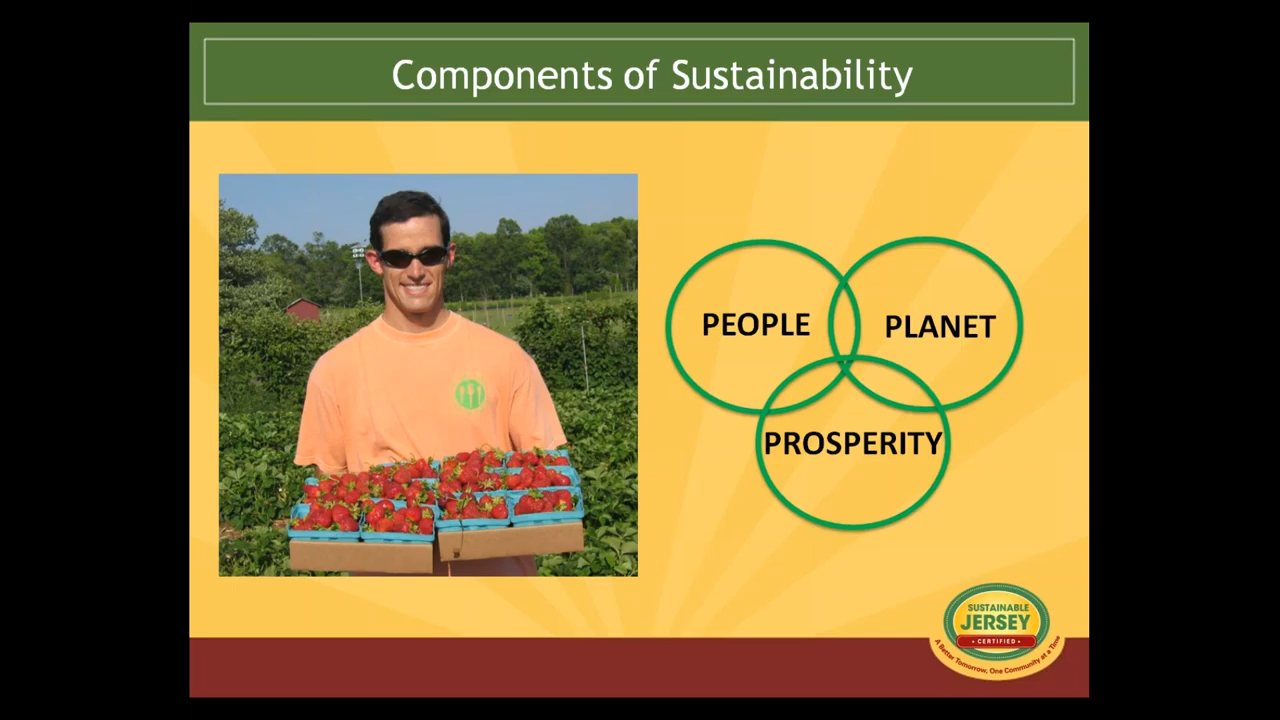 Components of Sustainability
PEOPLE
PLANET
PROSPERITY
SUSTAINABLE
JERSEY
• CERTIFIED •
A Better Tomorrow, One Community at a Time